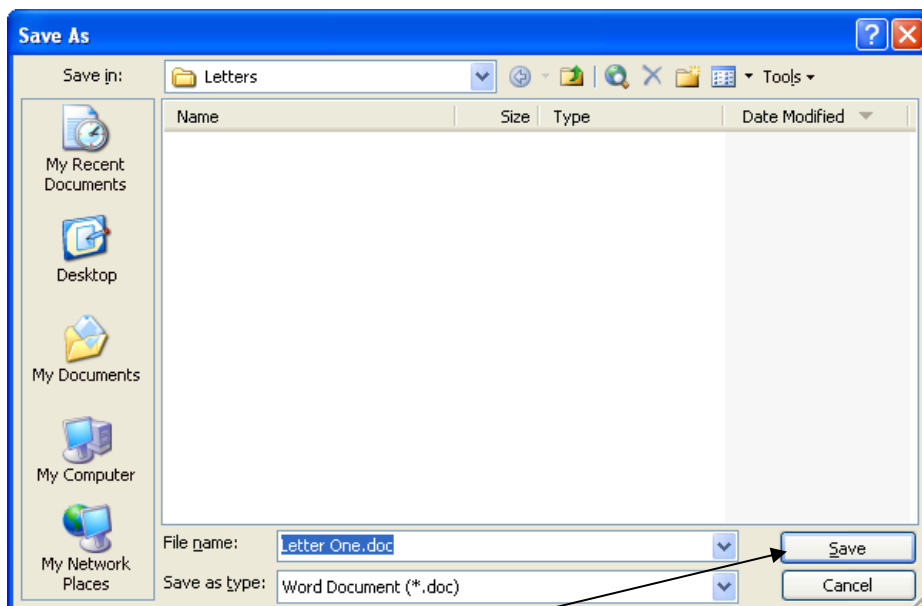 Save As
Save in:
Letters
Tools
Name Size Type Date Modified
My Recent
Documents
Desktop
My Documents
My Computer
My Network
Places
File name:
Letter One.doc
Save
Save as type:
Word Document (*.doc)
Cancel